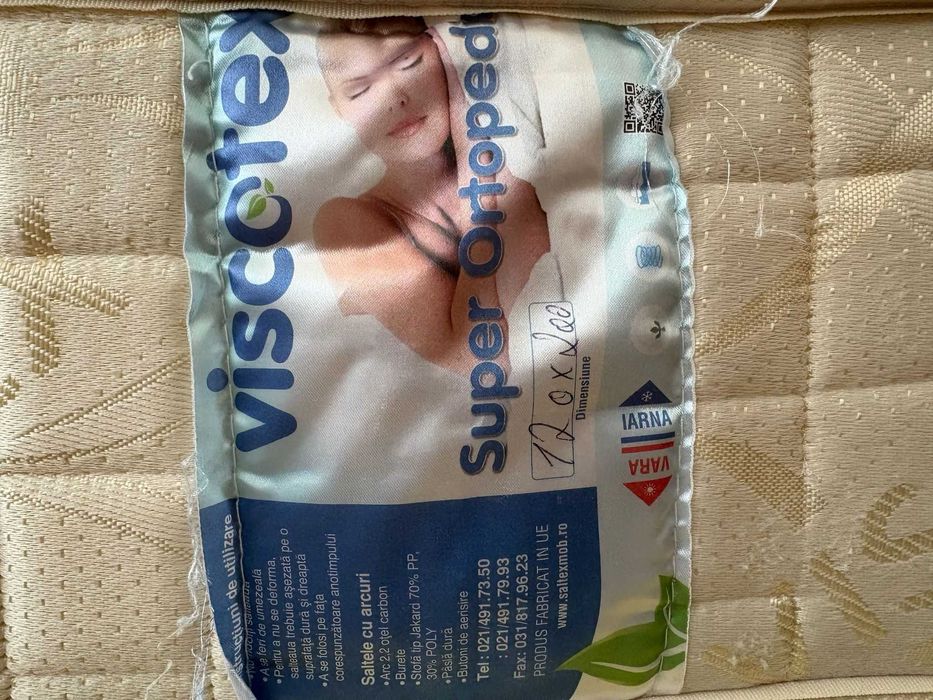 viscotex
Super Ortopedi
120 x 200
Dimensiune
IARNA
VARA
de utilizare
• A se feri de umezeală
• Pentru a nu se deforma,
salteaua trebuie așezată pe o
suprafață dură și dreaptă
• A se folosi pe fața
corespunzătoare anotimpului
Saltele cu arcuri
• Arc 2,2 oțel carbon
• Burete
• Stofă tip Jakard 70% PP,
30% POLY
• Pâslă dură
• Butoni de aerisire
Tel : 021/491.73.50
: 021/491.79.93
Fax.: 031/817.96.23
PRODUS FABRICAT IN UE
www.saltexmob.ro